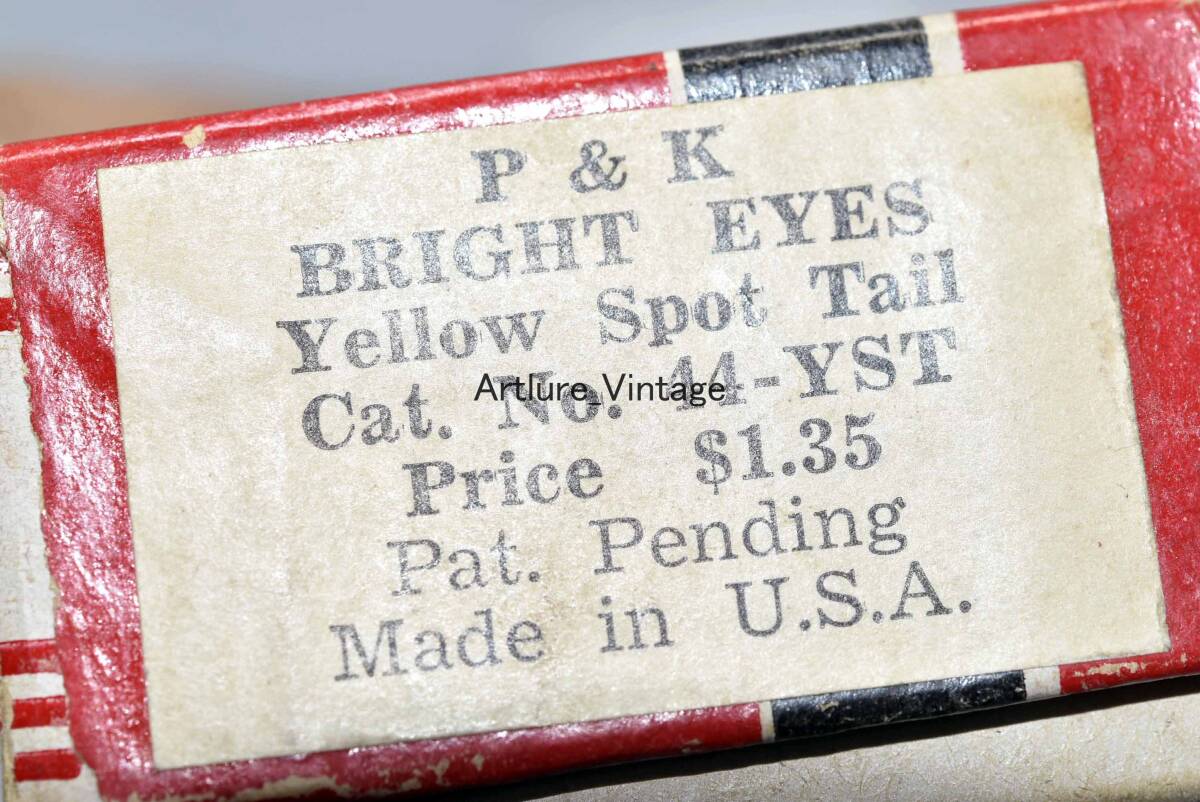 P & K
BRIGHT EYES
Yellow Spot Tail
Cat. No. 44-YST
Artlure_Vintage
Price $1.35
Pat. Pending
Made in U.S.A.